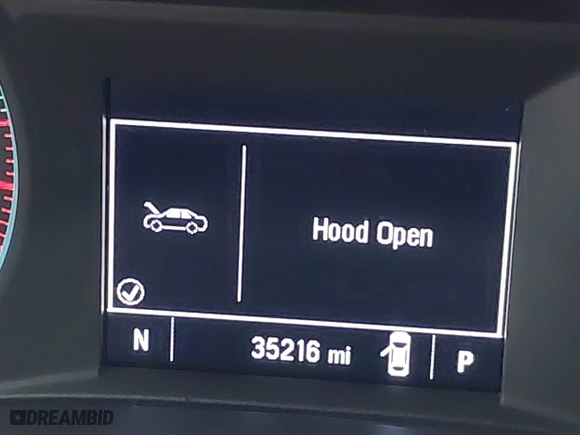 Hood Open
N 35216 mi P
DREAMBID